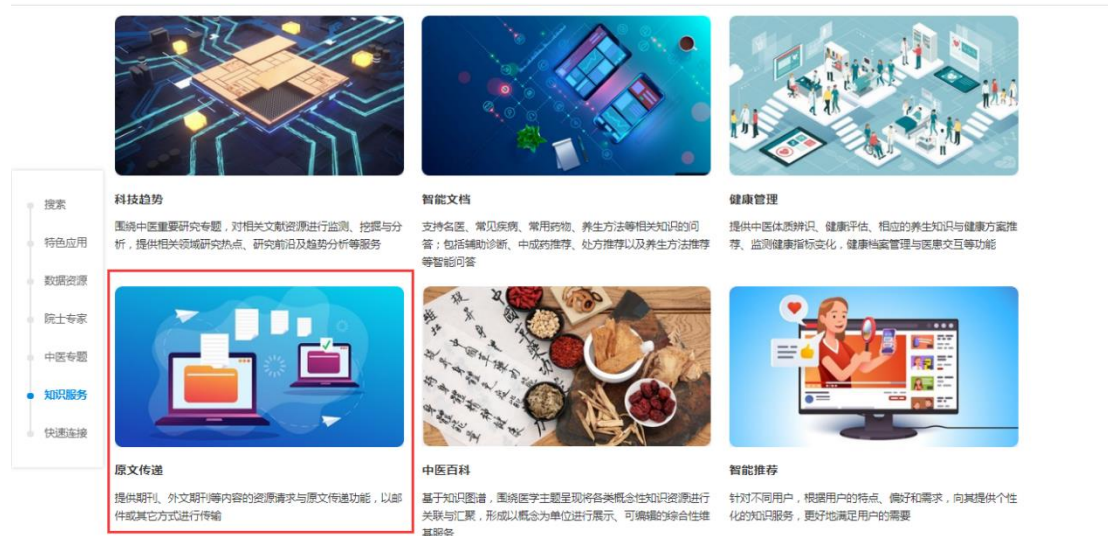 搜索
特色应用
数据资源
院士专家
中医专题
知识服务
快速连接
科技趋势
围绕中医重要研究专题，对相关文献资源进行监测、挖掘与分
析，提供相关领域研究热点、研究前沿及趋势分析等服务
智能文档
支持名医、常见疾病、常用药物、养生方法等相关知识的问
答；包括辅助诊断、中成药推荐、处方推荐以及养生方法推荐
等智能问答
健康管理
提供中医体质辨识、健康评估、相应的养生知识与健康方案推
荐、监测健康指标变化，健康档案管理与医患交互等功能
原文传递
提供期刊、外文期刊等内容的资源请求与原文传递功能，以邮
件或其它方式进行传输
中医百科
基于知识图谱，围绕医学主题呈现将各类概念性知识资源进行
关联与汇聚，形成以概念为单位进行展示、可编辑的综合性维
基服务
智能推荐
针对不同用户，根据用户的特点、偏好和需求，向其提供个性
化的知识服务，更好地满足用户的需要